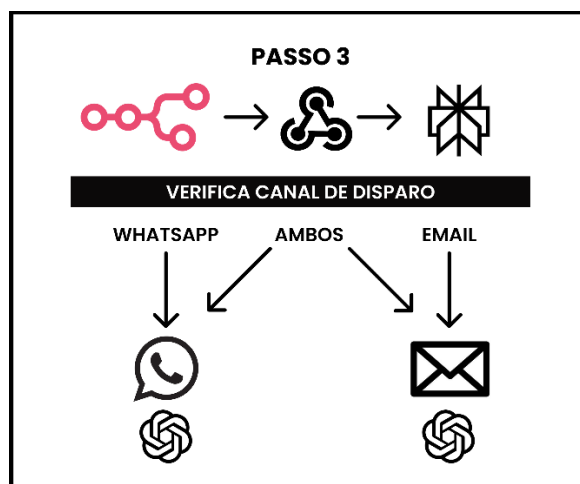 PASSO 3
VERIFICA CANAL DE DISPARO
WHATSAPP AMBOS EMAIL